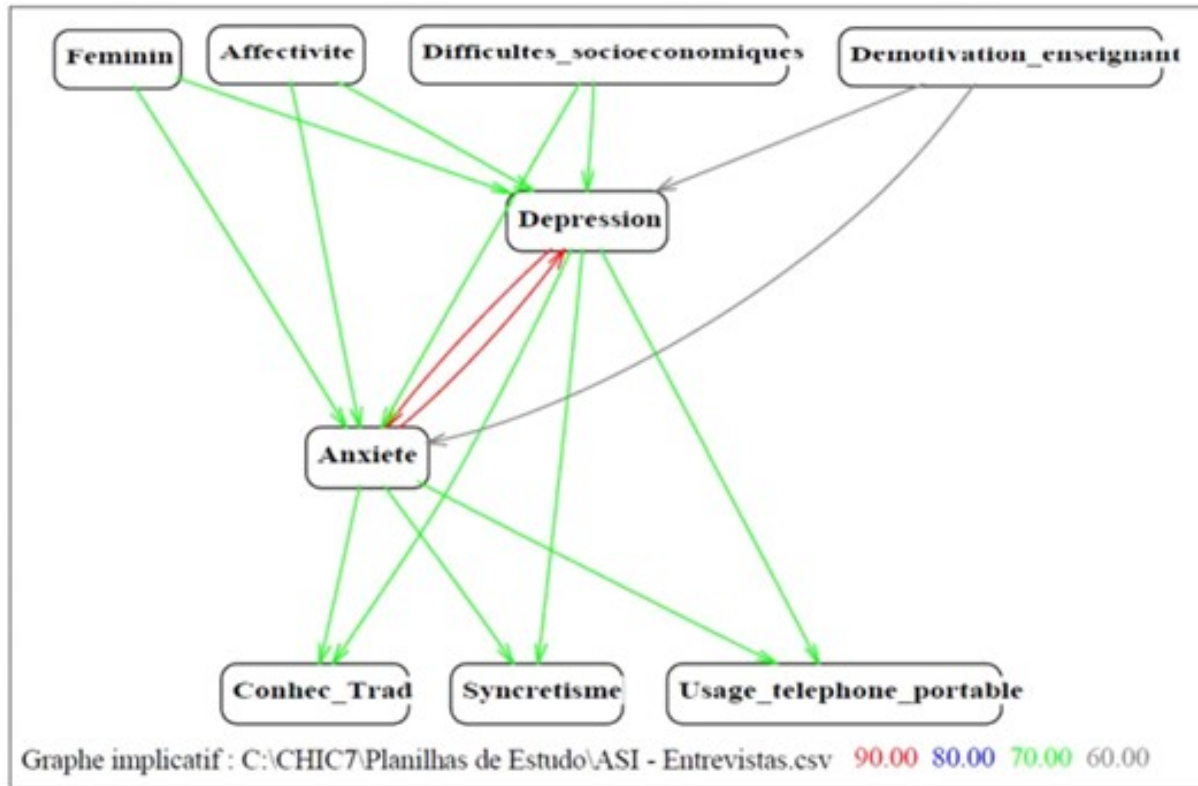 Feminin Affectivite Difficultes_socioeconomiques Demotivation_enseignant
Depression
Anxiete
Conhec_Trad Syncretisme Usage_telephone_portable
Graphe implicatif : C:\CHIC7\Planilhas de Estudo\ASI - Entrevistas.csv 90.00 80.00 70.00 60.00